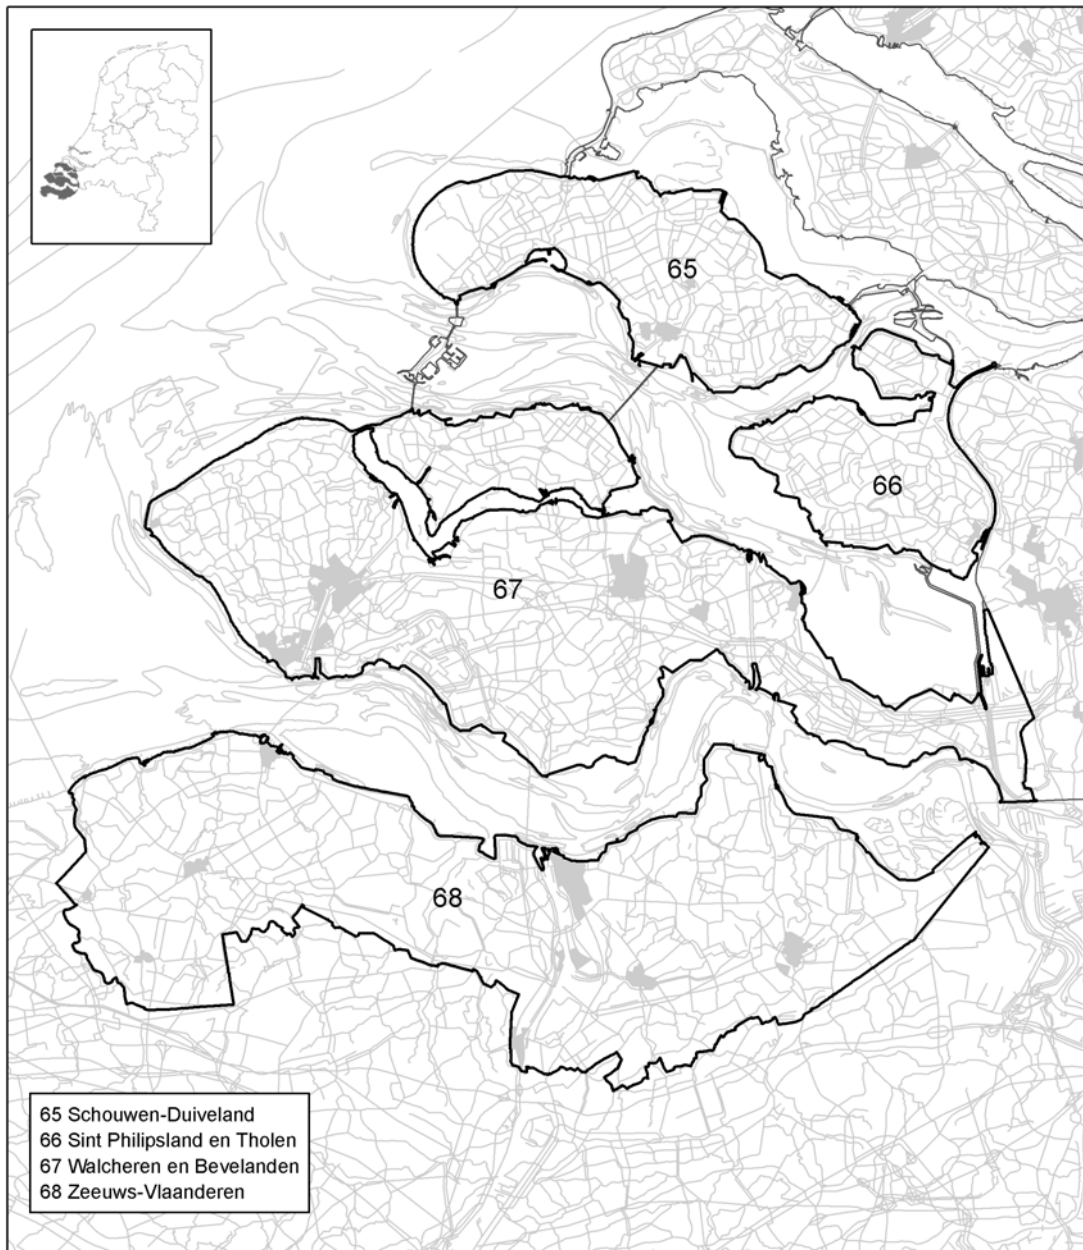 65
66
67
68
65 Schouwen-Duiveland
66 Sint Philipsland en Tholen
67 Walcheren en Bevelanden
68 Zeeuws-Vlaanderen